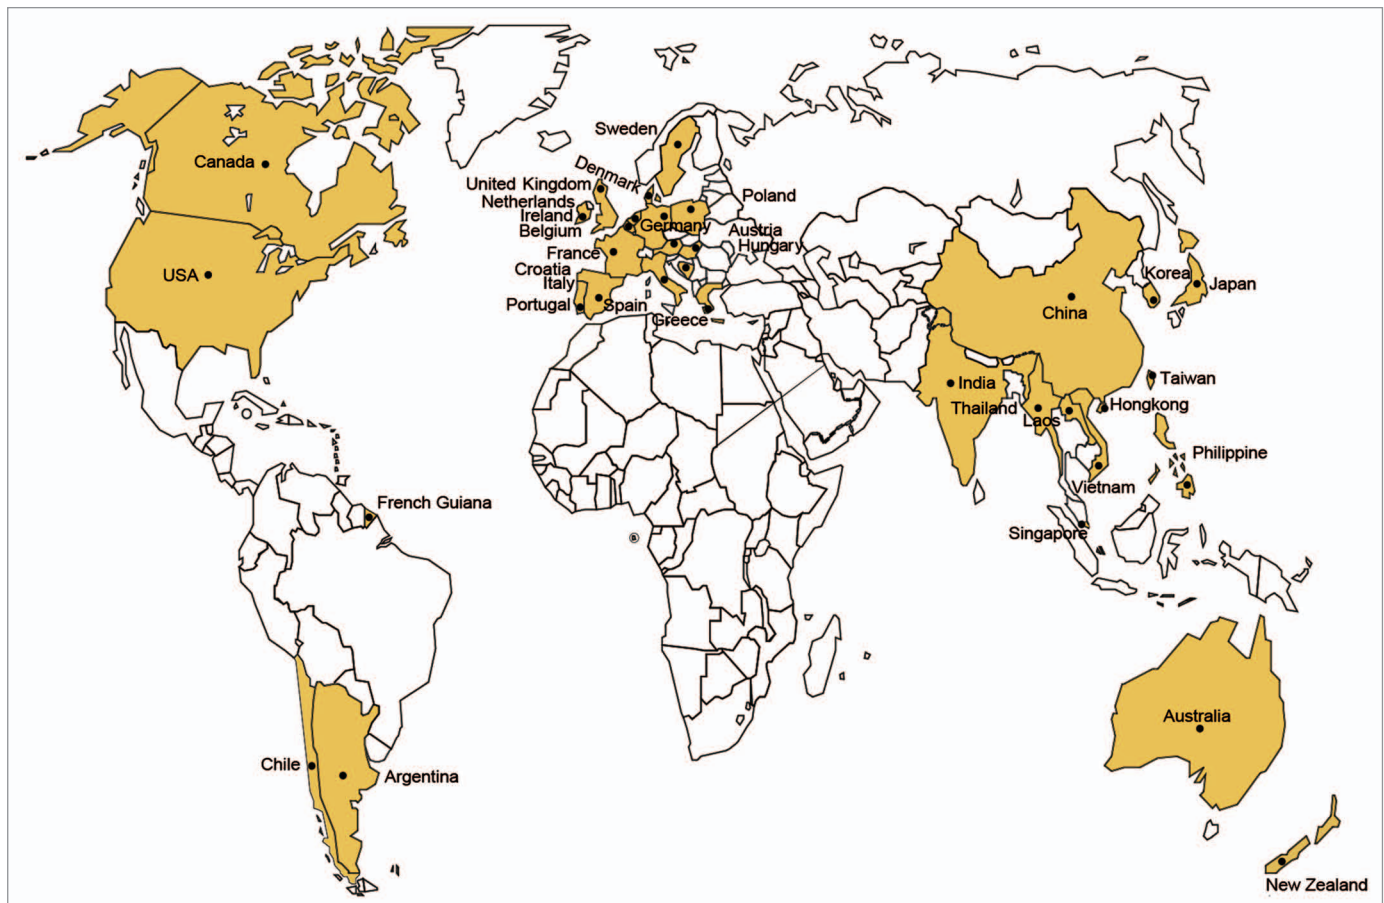 Sweden
Denmark
Canada
United Kingdom
Netherlands
Poland
Ireland
Belgium
Germany
Austria
Hungary
France
Croatia
Italy
USA
Korea
Japan
Portugal
Spain
China
Greece
Taiwan
India
Thailand
Hongkong
Laos
Philippine
Vietnam
French Guiana
Singapore
Australia
Chile
Argentina
New Zealand